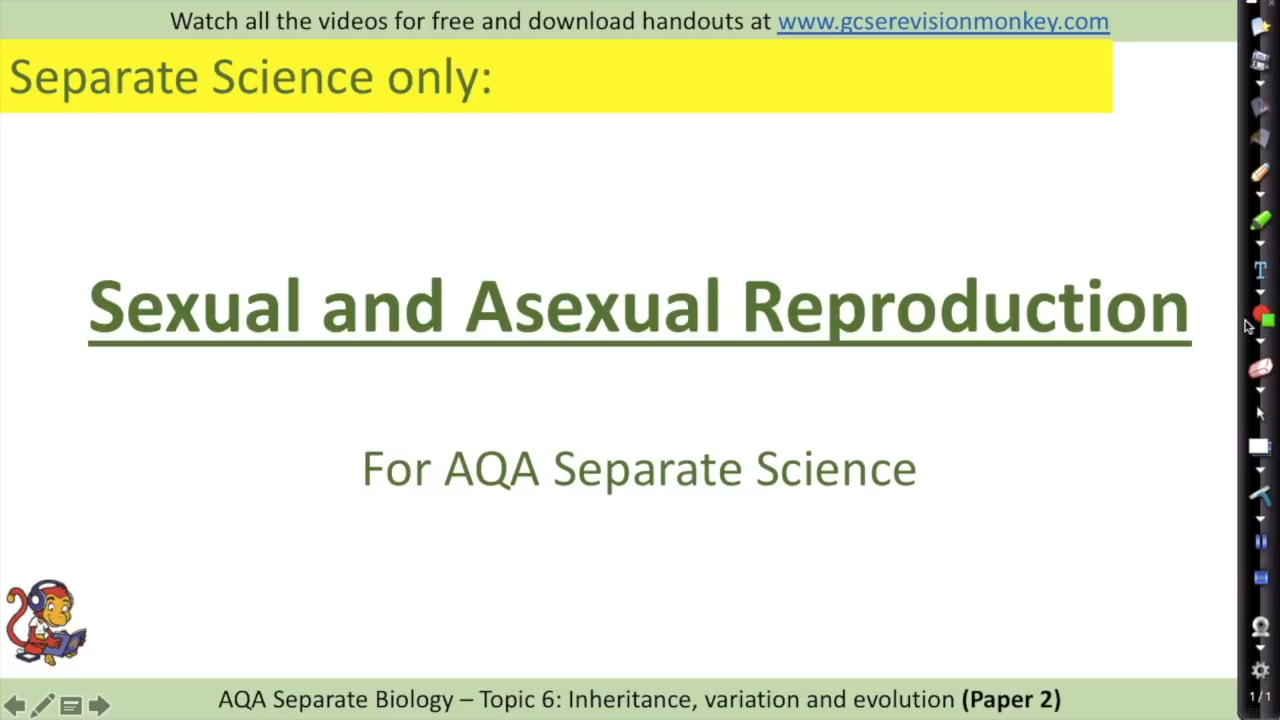 Watch all the videos for free and download handouts at www.gcserevisionmonkey.com
Separate Science only:
Sexual and Asexual Reproduction
For AQA Separate Science
AQA Separate Biology – Topic 6: Inheritance, variation and evolution (Paper 2)
T
1/1